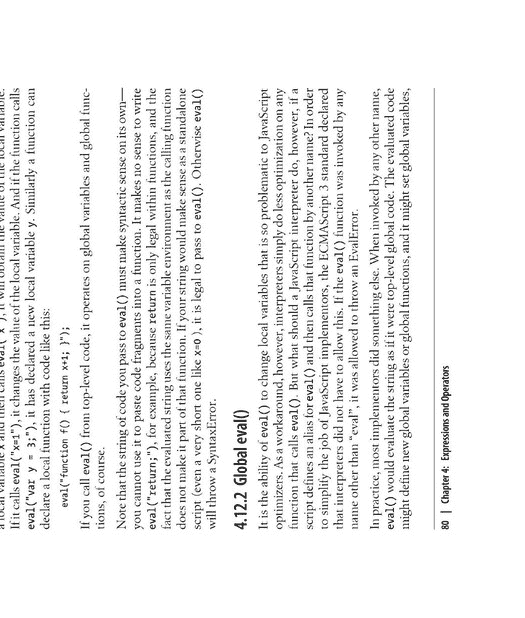 a local variable x and then calls eval("x"), it will obtain the value of the local variable.
If it calls eval("x=1"), it changes the value of the local variable. And if the function calls
eval("var y = 3;"), it has declared a new local variable y. Similarly a function can
declare a local function with code like this:
eval("function f() { return x+1; }");
If you call eval() from top-level code, it operates on global variables and global func-
tions, of course.
Note that the string of code you pass to eval() must make syntactic sense on its own—
you cannot use it to paste code fragments into a function. It makes no sense to write
eval("return;"), for example, because return is only legal within functions, and the
fact that the evaluated string uses the same variable environment as the calling function
does not make it part of that function. If your string would make sense as a standalone
script (even a very short one like x=0 ), it is legal to pass to eval(). Otherwise eval()
will throw a SyntaxError.
4.12.2 Global eval()
It is the ability of eval() to change local variables that is so problematic to JavaScript
optimizers. As a workaround, however, interpreters simply do less optimization on any
function that calls eval(). But what should a JavaScript interpreter do, however, if a
script defines an alias for eval() and then calls that function by another name? In order
to simplify the job of JavaScript implementors, the ECMAScript 3 standard declared
that interpreters did not have to allow this. If the eval() function was invoked by any
name other than “eval”, it was allowed to throw an EvalError.
In practice, most implementors did something else. When invoked by any other name,
eval() would evaluate the string as if it were top-level global code. The evaluated code
might define new global variables or global functions, and it might set global variables,
80 | Chapter 4: Expressions and Operators